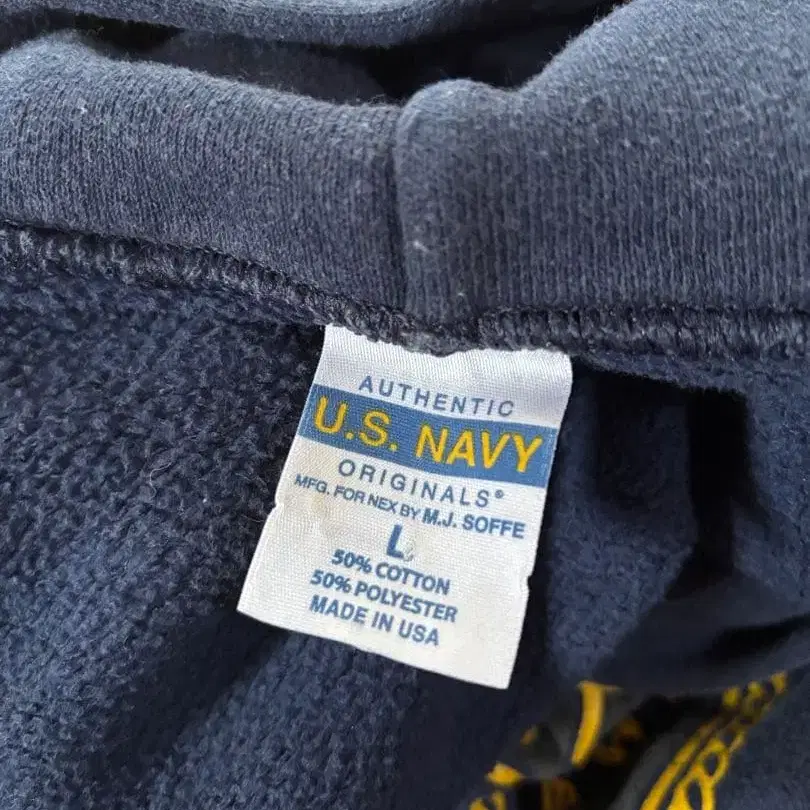 AUTHENTIC
U.S. NAVY
ORIGINALS®
MFG. FOR NEX BY M.J. SOFFE
L
50% COTTON
50% POLYESTER
MADE IN USA